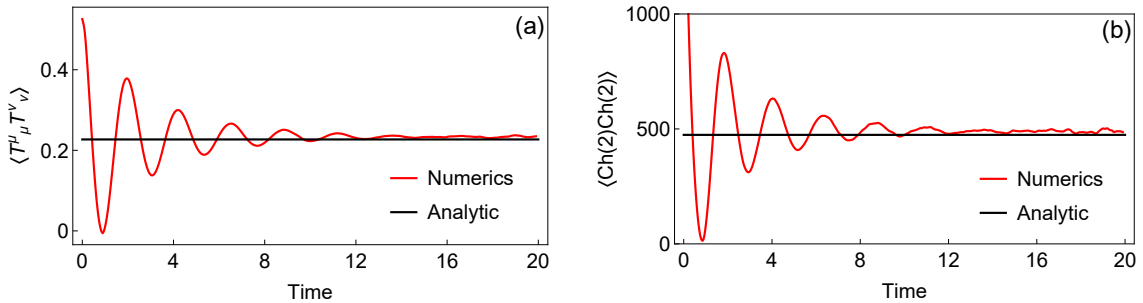 (a)
0.4
0.2
0
0 4 8 12 16 20
Time
⟨T^μ_μ T^ν_ν⟩
Numerics
Analytic
(b)
1000
500
0
0 4 8 12 16 20
Time
⟨Ch(2)Ch(2)⟩
Numerics
Analytic